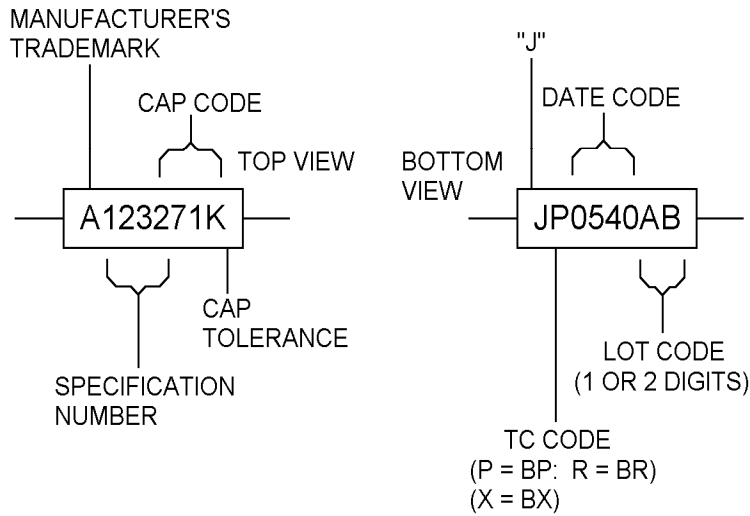 MANUFACTURER'S
TRADEMARK
CAP CODE
TOP VIEW
A123271K
CAP
TOLERANCE
SPECIFICATION
NUMBER
"J"
DATE CODE
BOTTOM
VIEW
JP0540AB
LOT CODE
(1 OR 2 DIGITS)
TC CODE
(P = BP:  R = BR)
(X = BX)